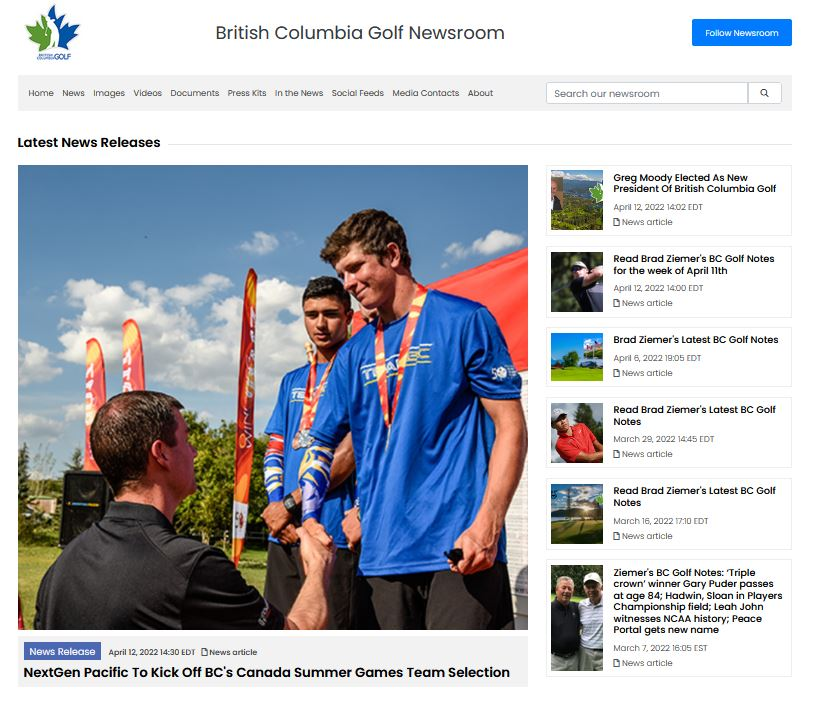 BRITISH
COLUMBIA GOLF
British Columbia Golf Newsroom
Follow Newsroom
Home News Images Videos Documents Press Kits In the News Social Feeds Media Contacts About
Search our newsroom
Latest News Releases
TEAM BC
News Release April 12, 2022 14:30 EDT News article
NextGen Pacific To Kick Off BC's Canada Summer Games Team Selection
Greg Moody Elected As New
President Of British Columbia Golf
April 12, 2022 14:02 EDT
News article
Read Brad Ziemer's BC Golf Notes
for the week of April 11th
April 12, 2022 14:00 EDT
News article
Brad Ziemer's Latest BC Golf Notes
April 6, 2022 19:05 EDT
News article
Read Brad Ziemer's Latest BC Golf
Notes
March 29, 2022 14:45 EDT
News article
Read Brad Ziemer's Latest BC Golf
Notes
March 16, 2022 17:10 EDT
News article
Ziemer's BC Golf Notes: ‘Triple
crown’ winner Gary Puder passes
at age 84; Hadwin, Sloan in Players
Championship field; Leah John
witnesses NCAA history; Peace
Portal gets new name
March 7, 2022 16:05 EST
News article